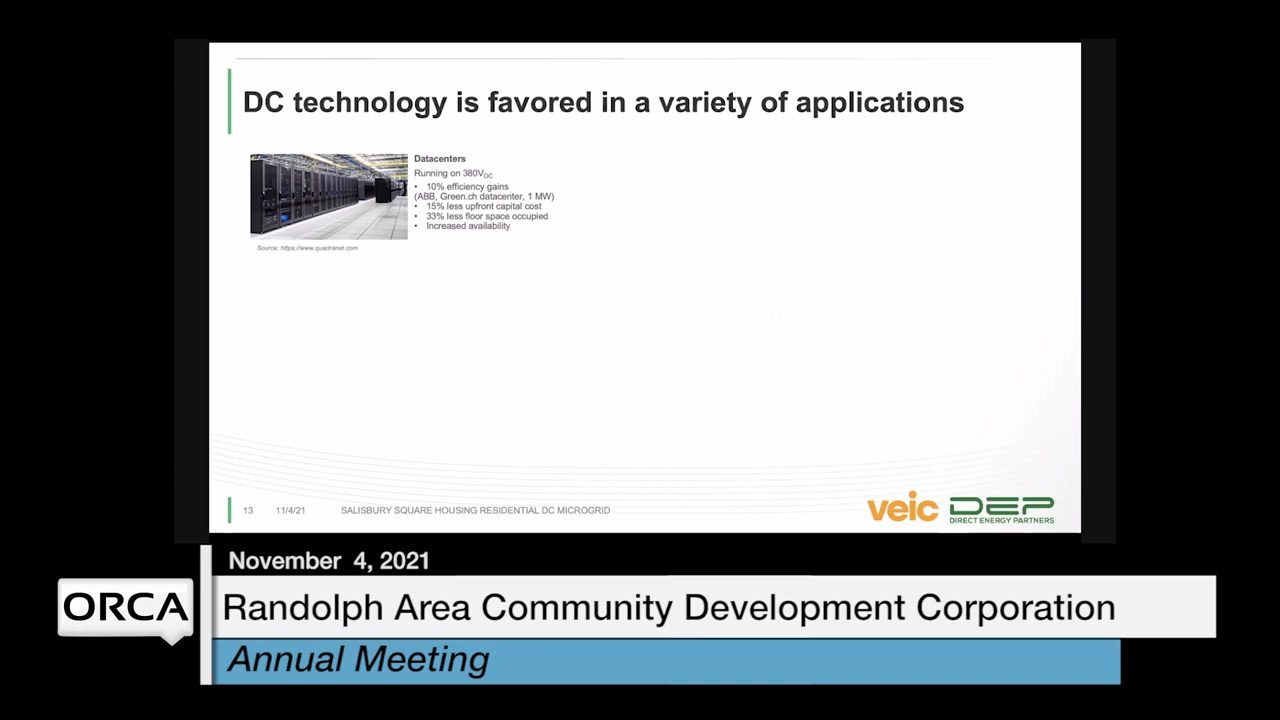 DC technology is favored in a variety of applications
Datacenters
Running on 380VDC
• 10% efficiency gains
(ABB, Green.ch datacenter, 1 MW)
• 15% less upfront capital cost
• 33% less floor space occupied
• Increased availability
Source: https://www.quadranet.com
13 11/4/21 SALISBURY SQUARE HOUSING RESIDENTIAL DC MICROGRID
veic DEP
DIRECT ENERGY PARTNERS
November 4, 2021
ORCA
Randolph Area Community Development Corporation
Annual Meeting